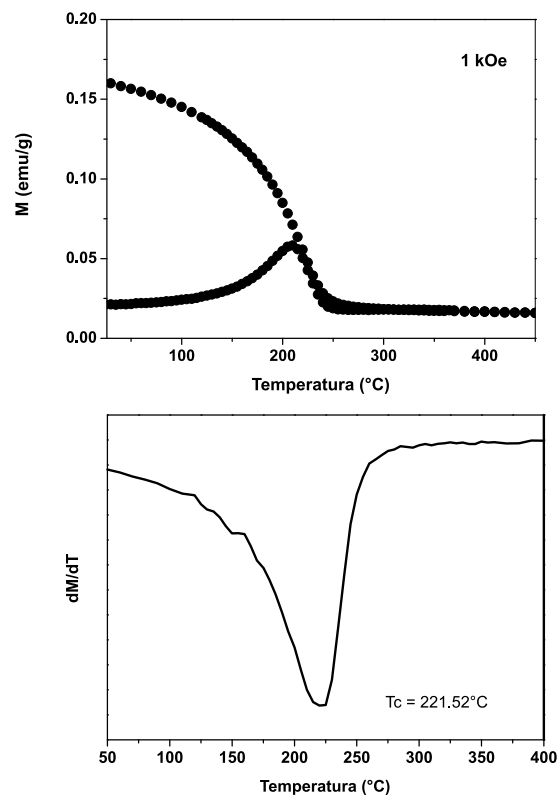 0.20
1 kOe
0.15
M (emu/g)
0.10
0.05
0.00
100 200 300 400
Temperatura (°C)
dM/dT
Tc = 221.52°C
50 100 150 200 250 300 350 400
Temperatura (°C)